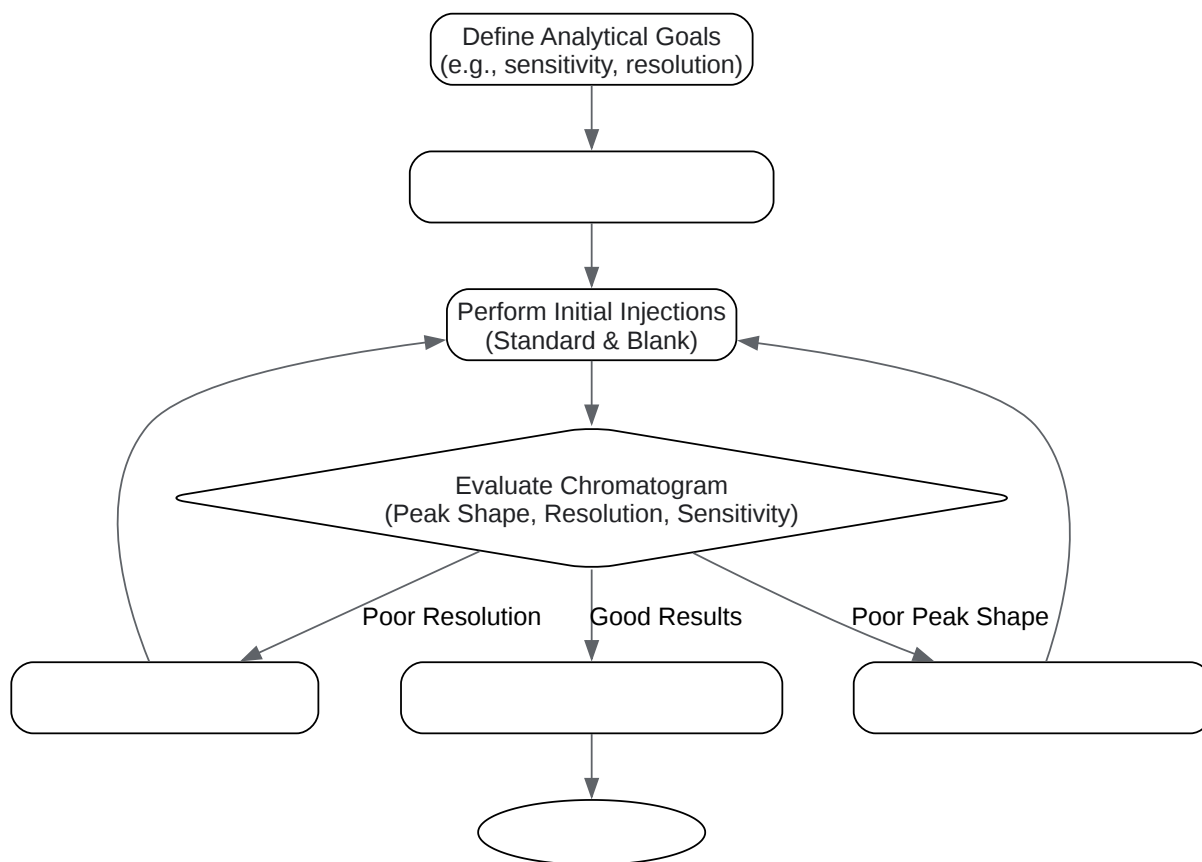 Define Analytical Goals
(e.g., sensitivity, resolution)
Perform Initial Injections
(Standard & Blank)
Evaluate Chromatogram
(Peak Shape, Resolution, Sensitivity)
Poor Resolution
Good Results
Poor Peak Shape